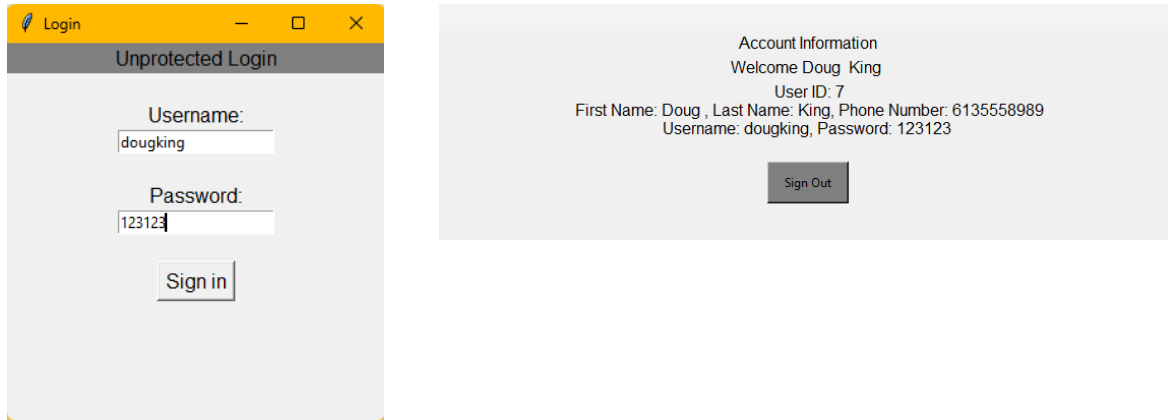 Login
Unprotected Login
Username:
dougking
Password:
123123
Sign in
Account Information
Welcome Doug  King
User ID: 7
First Name: Doug , Last Name: King, Phone Number: 6135558989
Username: dougking, Password: 123123
Sign Out